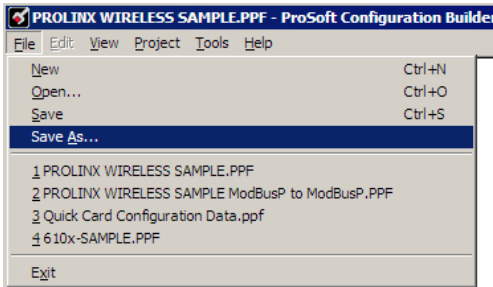 PROLINX WIRELESS SAMPLE.PPF - ProSoft Configuration Builde
File Edit View Project Tools Help
New Ctrl+N
Open... Ctrl+O
Save Ctrl+S
Save As...
1 PROLINX WIRELESS SAMPLE.PPF
2 PROLINX WIRELESS SAMPLE ModBusP to ModBusP.PPF
3 Quick Card Configuration Data.ppf
4 610x-SAMPLE.PPF
Exit